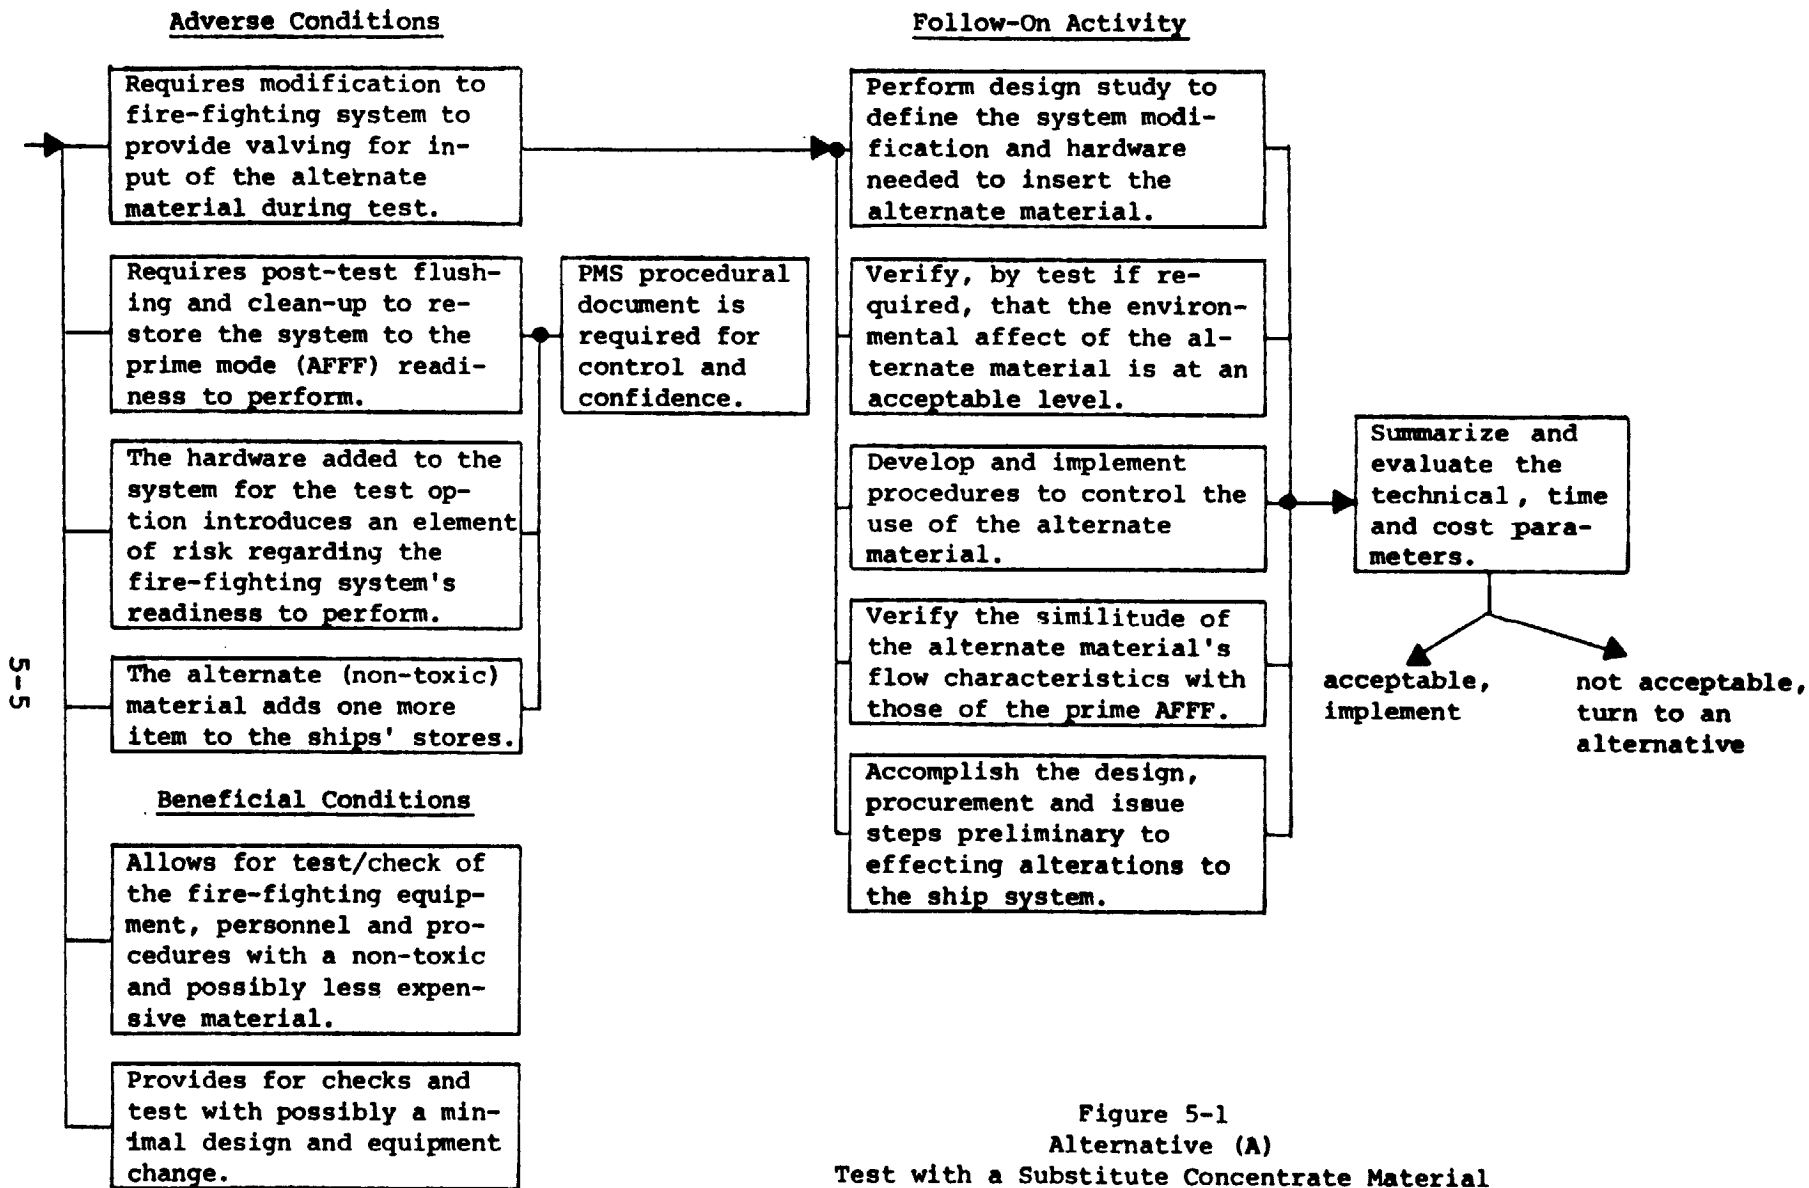 Adverse Conditions
Requires modification to
fire-fighting system to
provide valving for in-
put of the alternate
material during test.
Requires post-test flush-
ing and clean-up to re-
store the system to the
prime mode (AFFF) readi-
ness to perform.
PMS procedural
document is
required for
control and
confidence.
The hardware added to the
system for the test op-
tion introduces an element
of risk regarding the
fire-fighting system's
readiness to perform.
The alternate (non-toxic)
material adds one more
item to the ships' stores.
Beneficial Conditions
Allows for test/check of
the fire-fighting equip-
ment, personnel and pro-
cedures with a non-toxic
and possibly less expen-
sive material.
Provides for checks and
test with possibly a min-
imal design and equipment
change.
Follow-On Activity
Perform design study to
define the system modi-
fication and hardware
needed to insert the
alternate material.
Verify, by test if re-
quired, that the environ-
mental affect of the al-
ternate material is at an
acceptable level.
Develop and implement
procedures to control the
use of the alternate
material.
Verify the similitude of
the alternate material's
flow characteristics with
those of the prime AFFF.
Accomplish the design,
procurement and issue
steps preliminary to
effecting alterations to
the ship system.
Summarize and
evaluate the
technical, time
and cost para-
meters.
acceptable,
implement
not acceptable,
turn to an
alternative
Figure 5-1
Alternative (A)
Test with a Substitute Concentrate Material
5-5